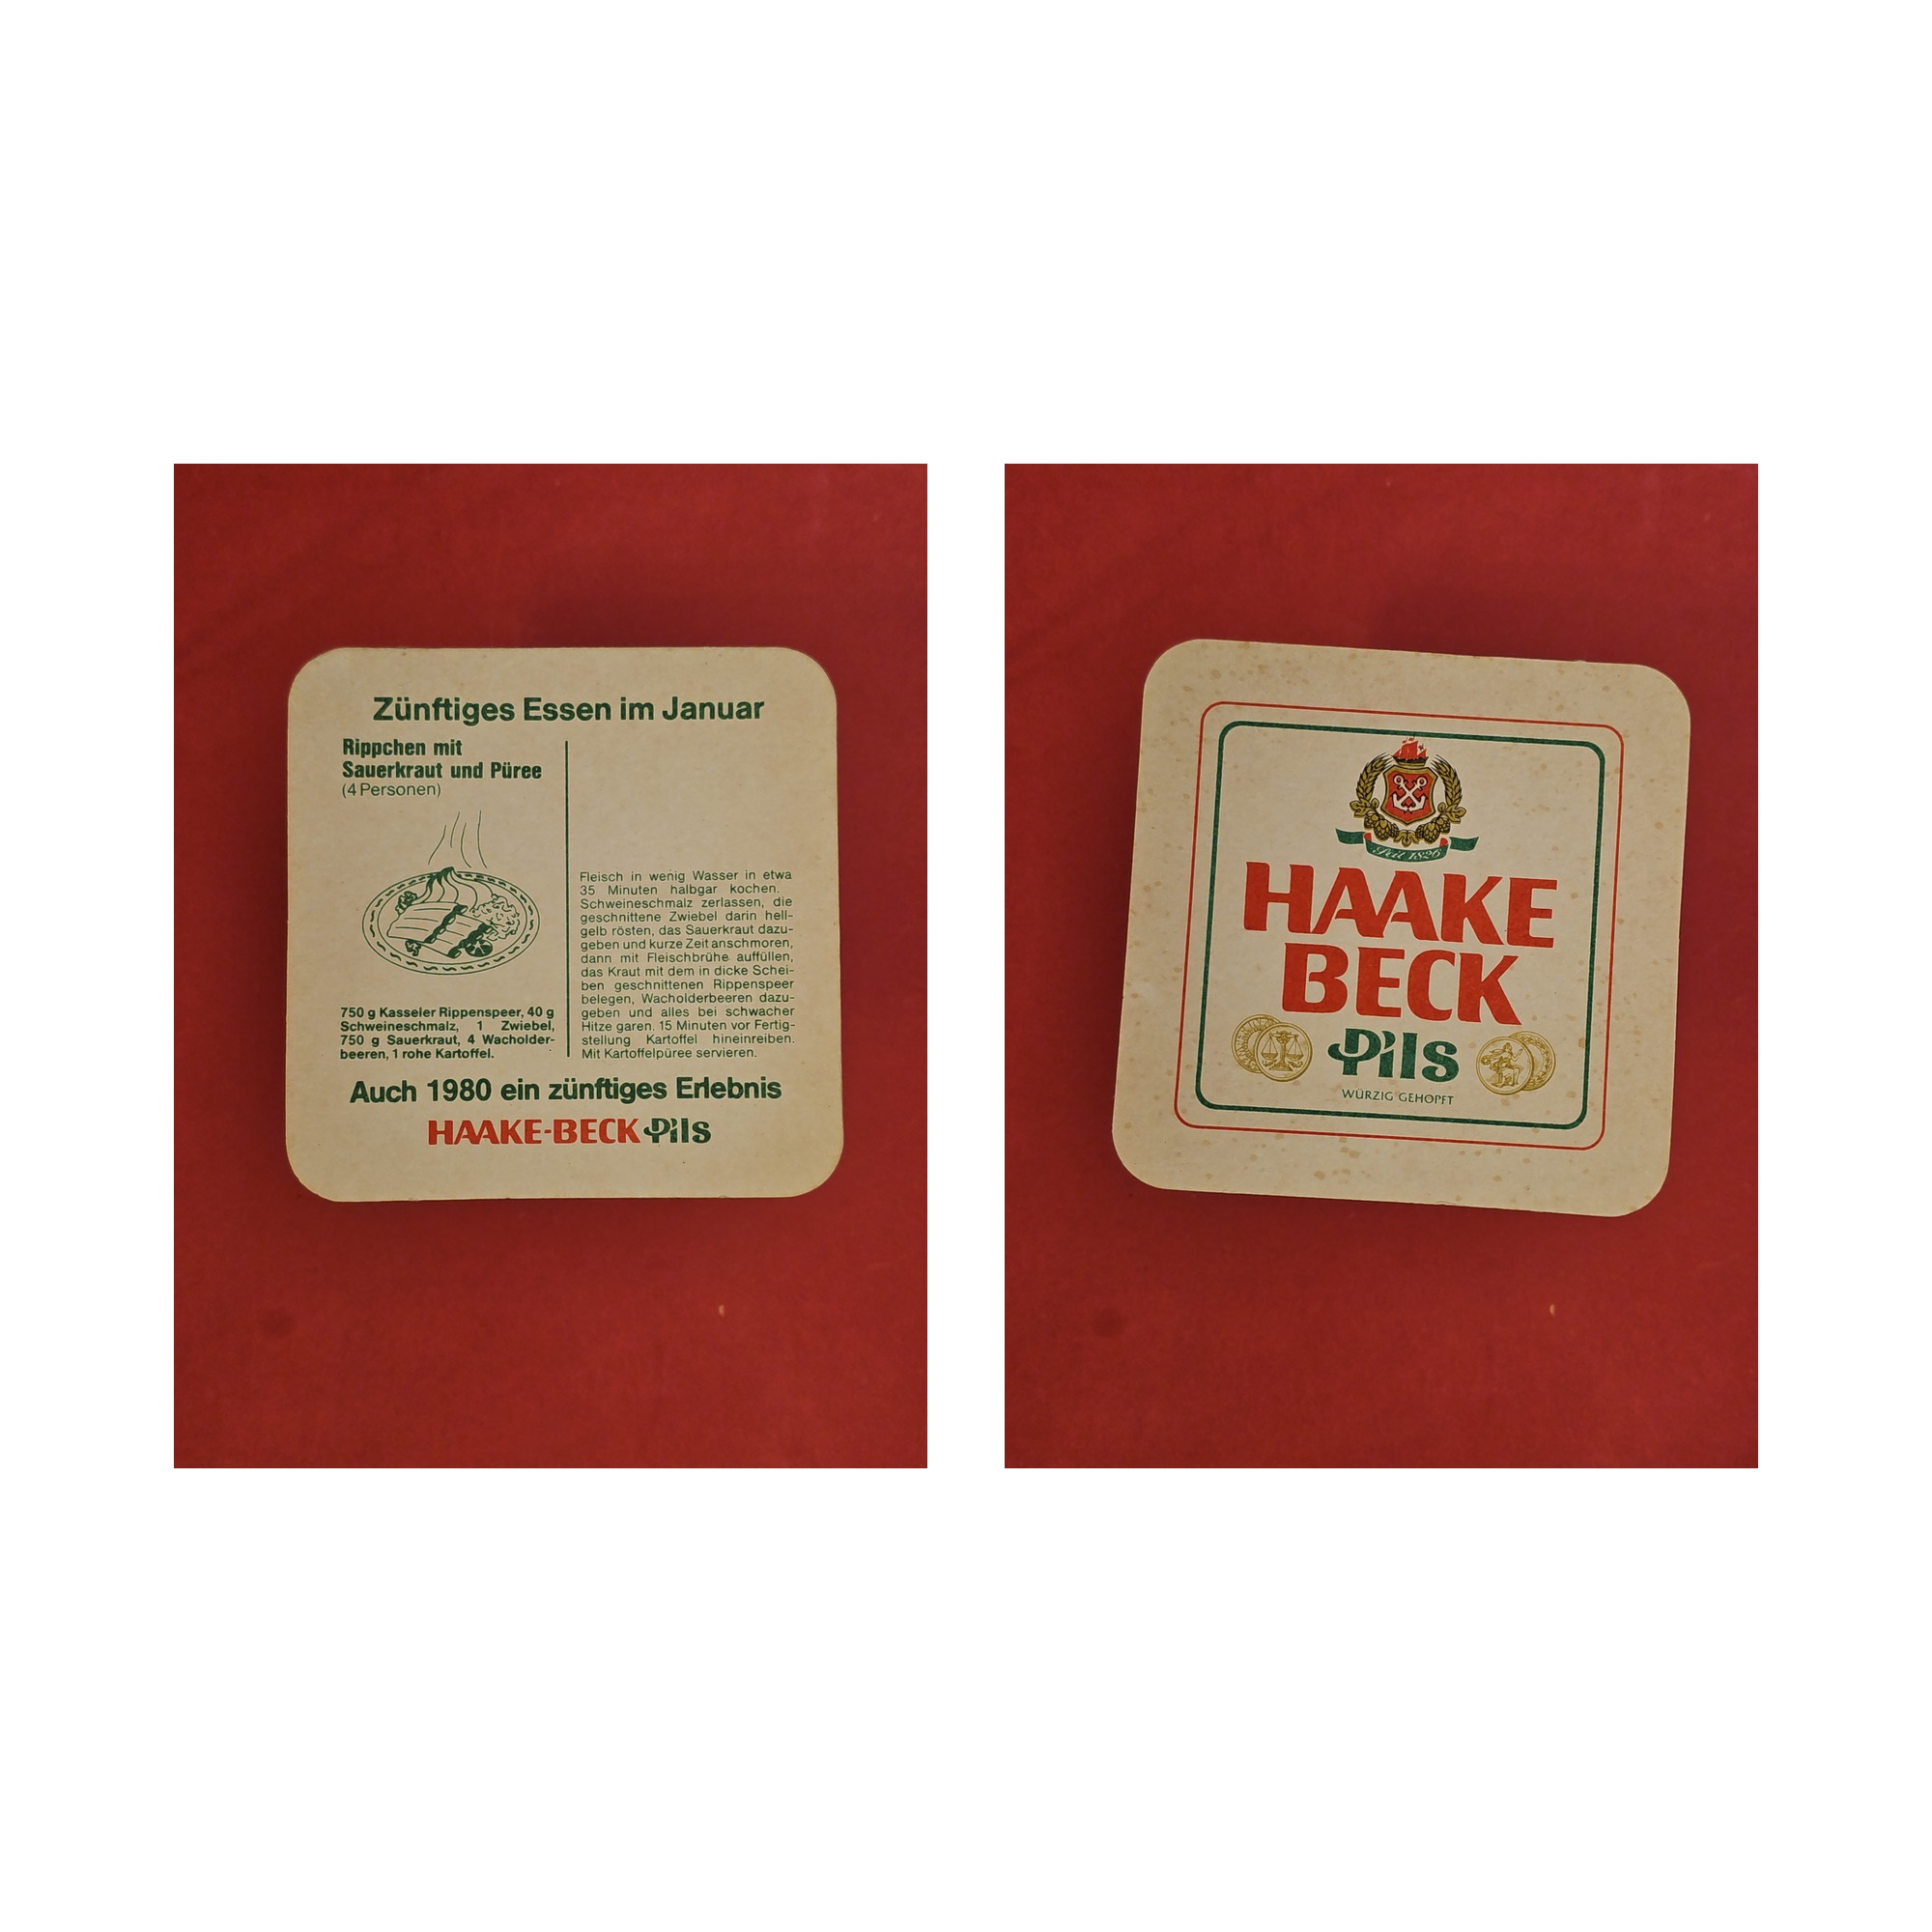 Zünftiges Essen im Januar
Rippchen mit
Sauerkraut und Püree
(4 Personen)
750 g Kasseler Rippenspeer, 40 g
Schweineschmalz, 1 Zwiebel,
750 g Sauerkraut, 4 Wacholder-
beeren, 1 rohe Kartoffel.
Fleisch in wenig Wasser in etwa
35 Minuten halbgar kochen.
Schweineschmalz zerlassen, die
geschnittene Zwiebel darin hell-
gelb rösten, das Sauerkraut dazu-
geben und kurze Zeit anschmoren,
dann mit Fleischbrühe auffüllen,
das Kraut mit dem in dicke Schei-
ben geschnittenen Rippenspeer
belegen, Wacholderbeeren dazu-
geben und alles bei schwacher
Hitze garen. 15 Minuten vor Fertig-
stellung Kartoffel hineinreiben.
Mit Kartoffelpüree servieren.
Auch 1980 ein zünftiges Erlebnis
HAAKE-BECK Pils
Seit 1826
HAAKE
BECK
Pils
WÜRZIG GEHOPFT